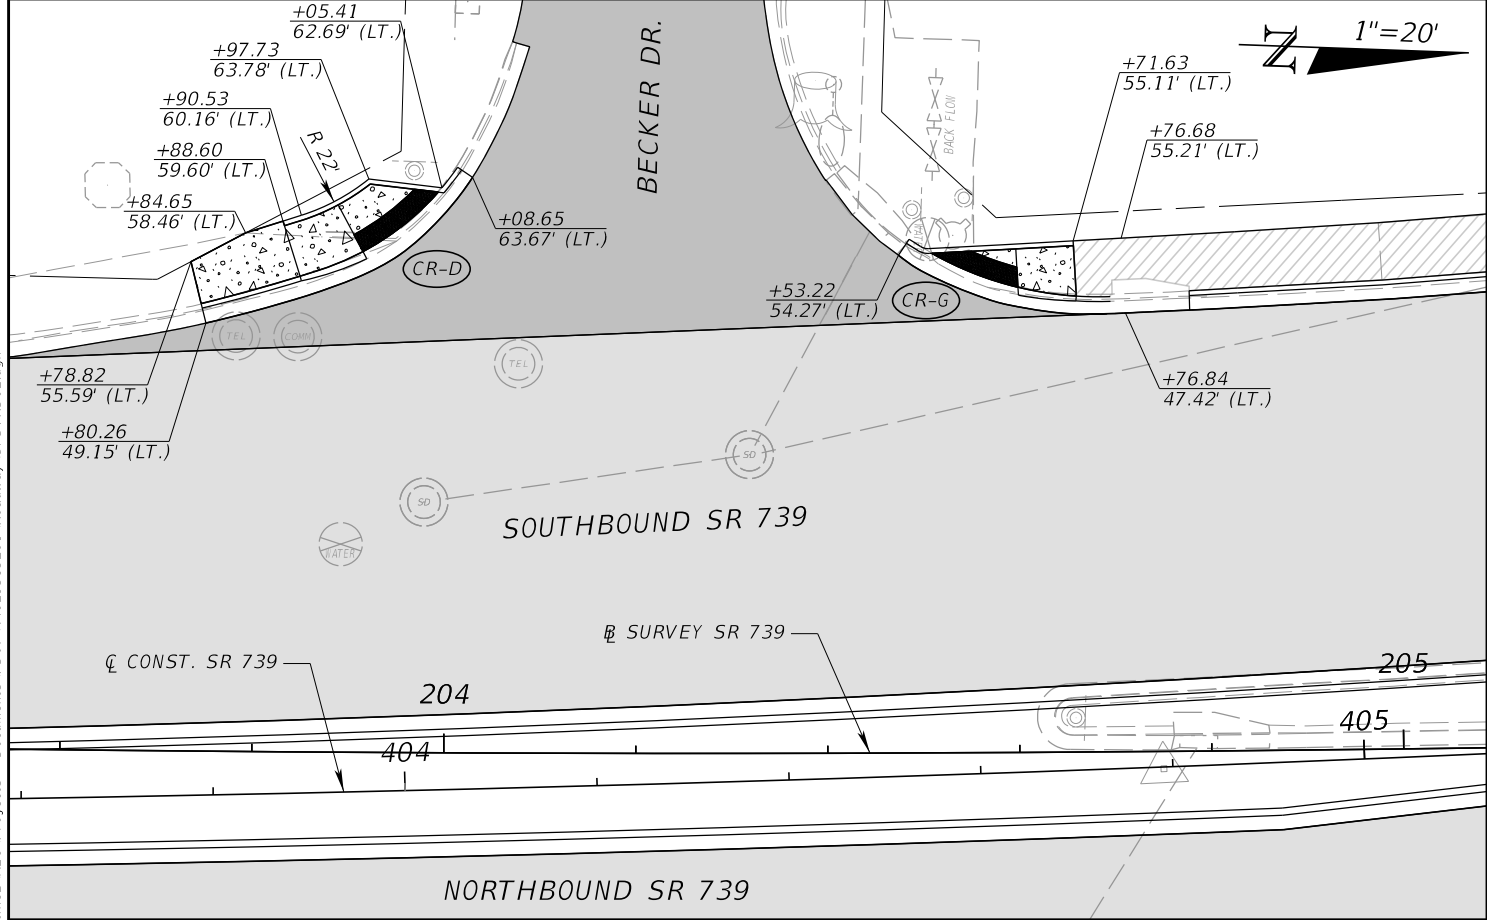 +05.41
62.69' (LT.)
+97.73
63.78' (LT.)
+90.53
60.16' (LT.)
+88.60
59.60' (LT.)
+84.65
58.46' (LT.)
R 22'
BECKER DR.
N
1"=20'
+71.63
55.11' (LT.)
+76.68
55.21' (LT.)
BACK FLOW
+08.65
63.67' (LT.)
CR-D
+53.22
54.27' (LT.)
CR-G
TEL
COMM
TEL
+78.82
55.59' (LT.)
+76.84
47.42' (LT.)
+80.26
49.15' (LT.)
SD
SD
WATER
SOUTHBOUND SR 739
BL SURVEY SR 739
CL CONST. SR 739
204
205
404
405
NORTHBOUND SR 739